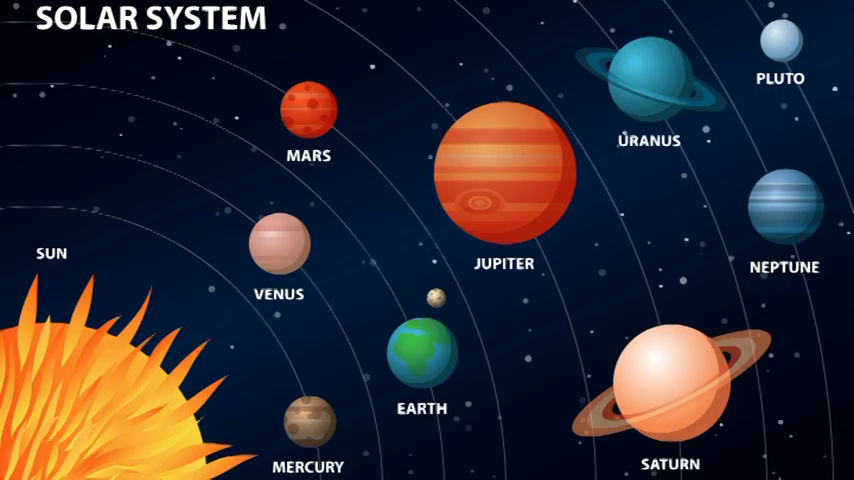 SOLAR SYSTEM
PLUTO
URANUS
MARS
SUN
JUPITER
NEPTUNE
VENUS
EARTH
MERCURY
SATURN